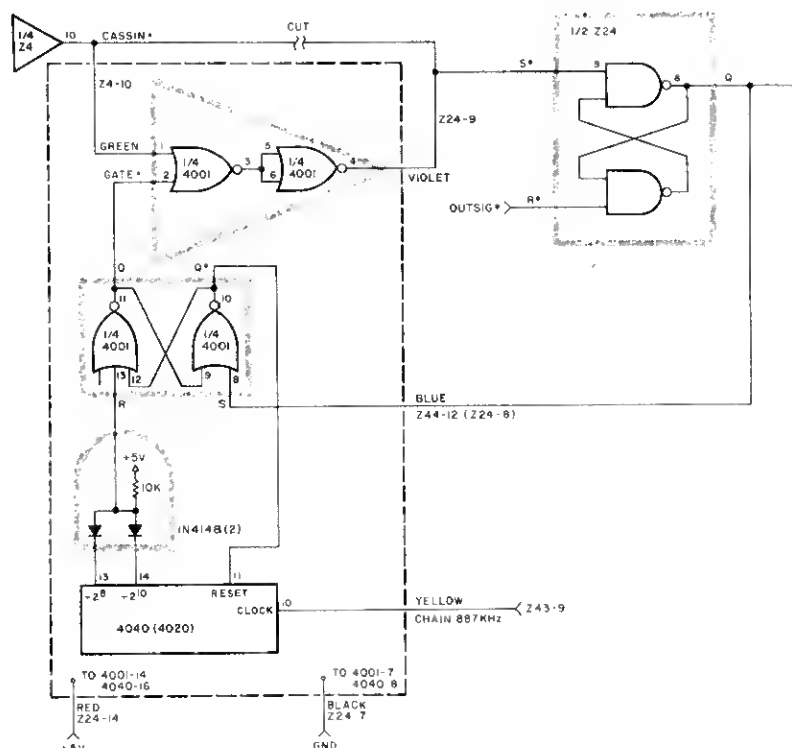 1/4
Z4
10
CASSIN*
CUT
1/2 Z24
Z4-10
S*
9
8
Q
Z24-9
GREEN
1
GATE*
2
1/4
4001
3
5
6
1/4
4001
4
VIOLET
OUTSIG*
R*
Q
Q*
11
10
1/4
4001
1/4
4001
13
12
9
8
R
S
BLUE
Z44-12 (Z24-8)
+5V
10K
1N4148(2)
13
14
11
÷2⁸
÷2¹⁰
RESET
CLOCK
10
YELLOW
CHAIN 887KHz
Z43-9
4040 (4020)
TO 4001-14
4040-16
TO 4001-7
4040-8
RED
Z24-14
BLACK
Z24-7
+5V
GND